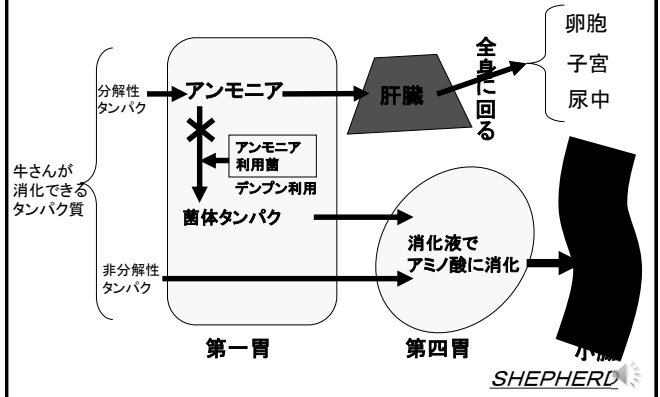 牛さんが
消化できる
タンパク質
分解性
タンパク
非分解性
タンパク
アンモニア
アンモニア
利用菌
デンプン利用
菌体タンパク
第一胃
肝臓
全身に回る
卵胞
子宮
尿中
消化液で
アミノ酸に消化
第四胃
SHEPHERD